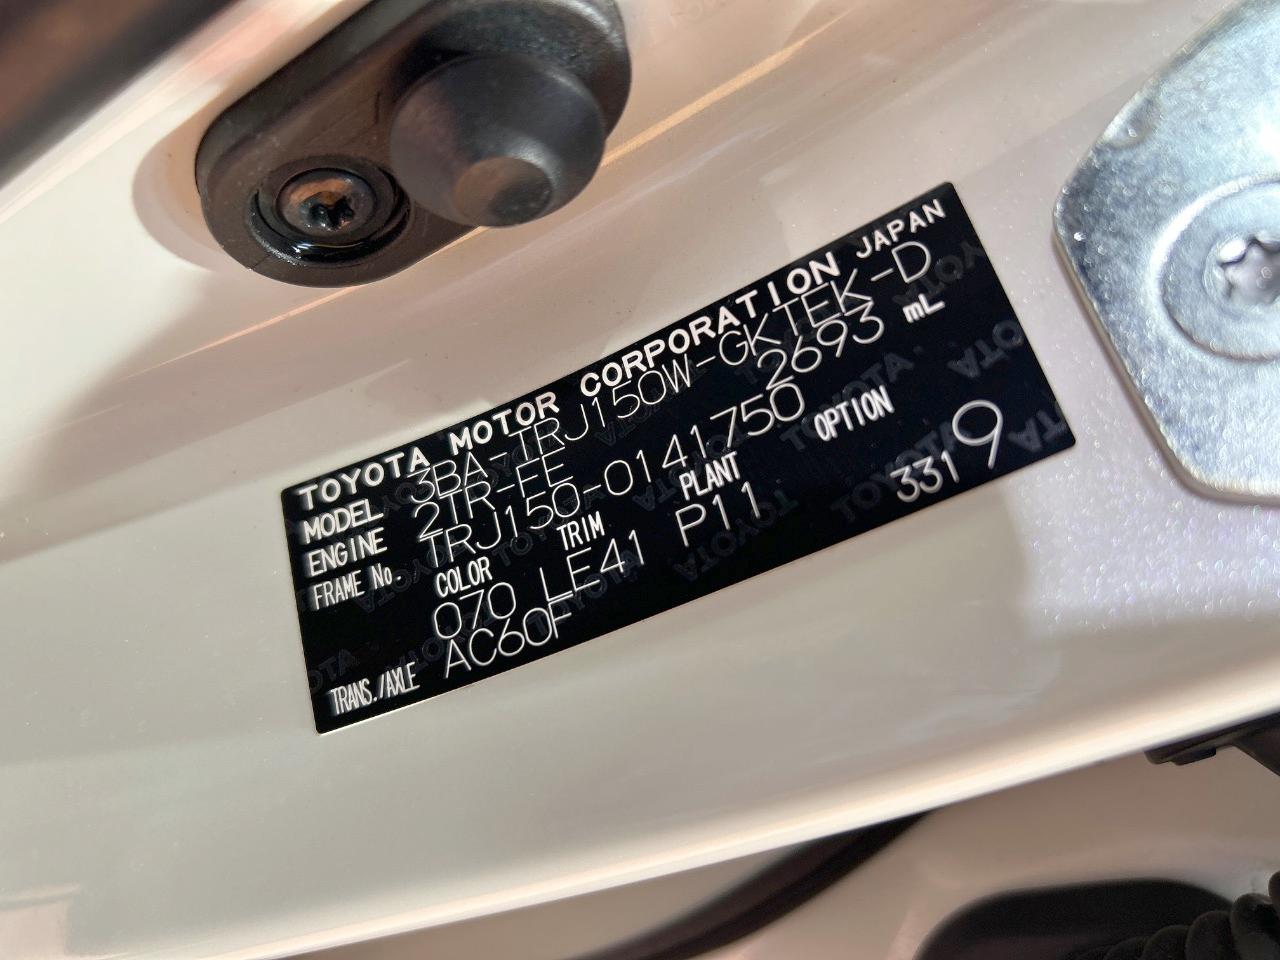 TOYOTA MOTOR CORPORATION JAPAN
MODEL 3BA-TRJ150W-GKTEK-D
ENGINE 2TR-FE 2693 mL
FRAME No. TRJ150-0141750
COLOR TRIM PLANT OPTION
070 LE41 P11 3319
TRANS./AXLE AC60F